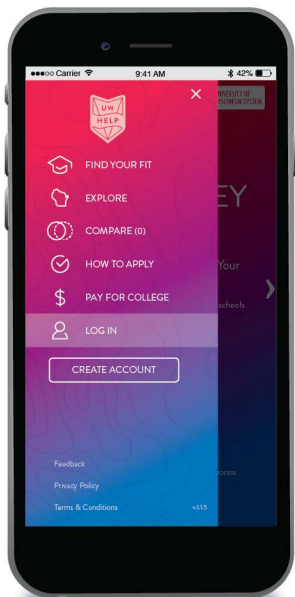 ●●●○○ Carrier 9:41 AM 42%
UW
HELP
×
UNIVERSITY OF
WISCONSIN SYSTEM
FIND YOUR FIT
EXPLORE
EY
COMPARE (0)
HOW TO APPLY
Your
$ PAY FOR COLLEGE
schools
LOG IN
CREATE ACCOUNT
Feedback
Privacy Policy
Terms & Conditions v.1.1.5